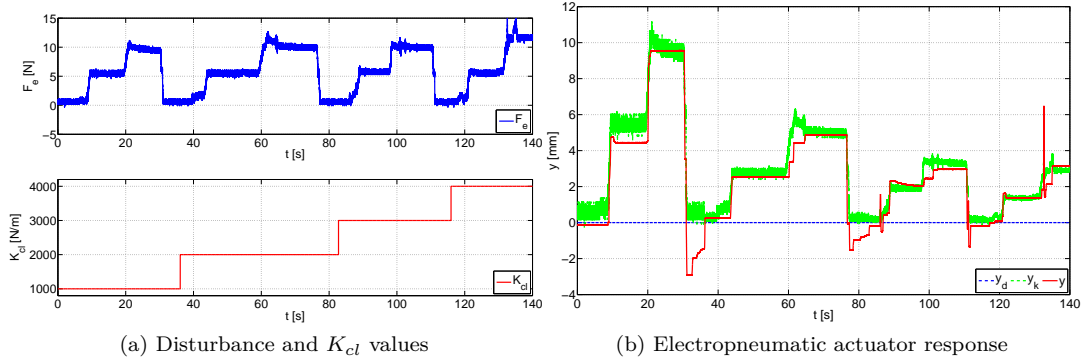 15
10
5
0
−5
F_e [N]
0 20 40 60 80 100 120 140
t [s]
F_e
4000
3000
2000
1000
K_cl [N/m]
0 20 40 60 80 100 120 140
t [s]
K_cl
(a) Disturbance and K_cl values
12
10
8
6
4
2
0
−2
−4
y [mm]
0 20 40 60 80 100 120 140
t [s]
y_d y_k y
(b) Electropneumatic actuator response